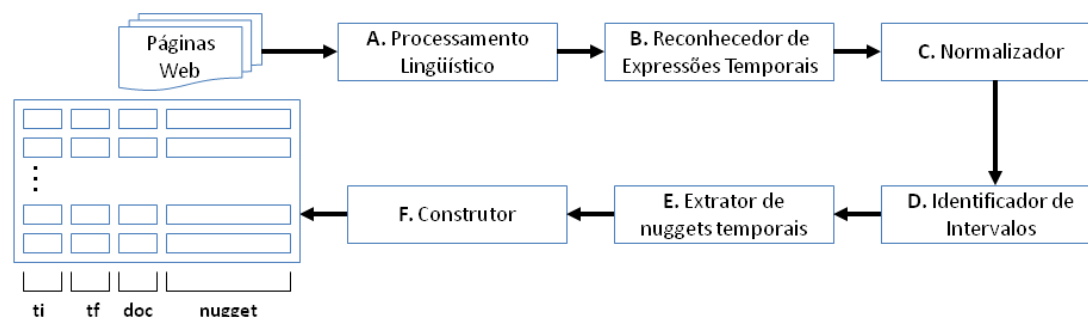 Páginas
Web
A. Processamento
Lingüístico
B. Reconhecedor de
Expressões Temporais
C. Normalizador
D. Identificador de
Intervalos
E. Extrator de
nuggets temporais
F. Construtor
ti tf doc nugget